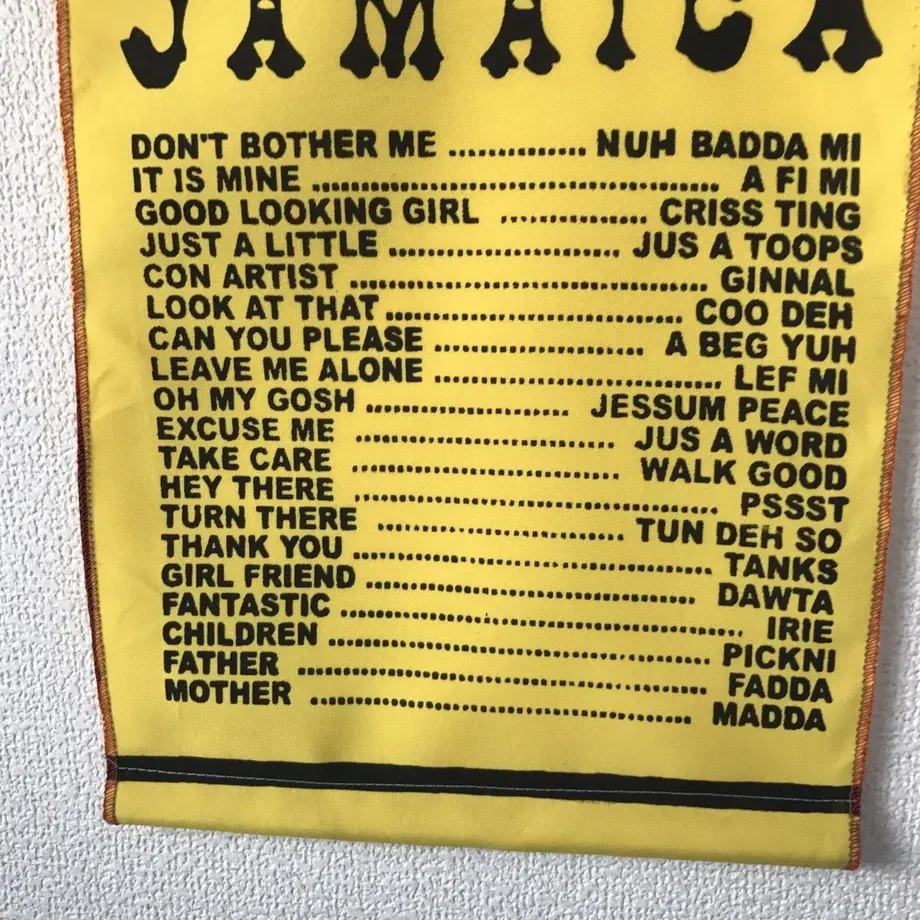 JAMAICA
DON'T BOTHER ME .............. NUH BADDA MI
IT IS MINE .......................................... A FI MI
GOOD LOOKING GIRL ............... CRISS TING
JUST A LITTLE ........................ JUS A TOOPS
CON ARTIST ..................................... GINNAL
LOOK AT THAT ............................... COO DEH
CAN YOU PLEASE ...................... A BEG YUH
LEAVE ME ALONE ............................... LEF MI
OH MY GOSH ..................... JESSUM PEACE
EXCUSE ME ........................... JUS A WORD
TAKE CARE ............................ WALK GOOD
HEY THERE ...................................... PSSST
TURN THERE .......................... TUN DEH SO
THANK YOU ..................................... TANKS
GIRL FRIEND .................................. DAWTA
FANTASTIC .......................................... IRIE
CHILDREN ........................................ PICKNI
FATHER ........................................... FADDA
MOTHER ........................................ MADDA